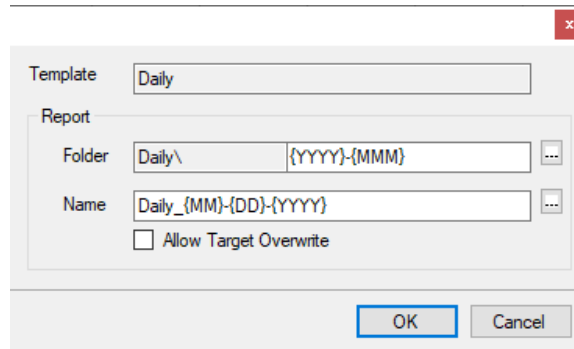 x
Template Daily
Report
Folder Daily\ {YYYY}-{MMM} ...
Name Daily_{MM}-{DD}-{YYYY} ...
Allow Target Overwrite
OK Cancel